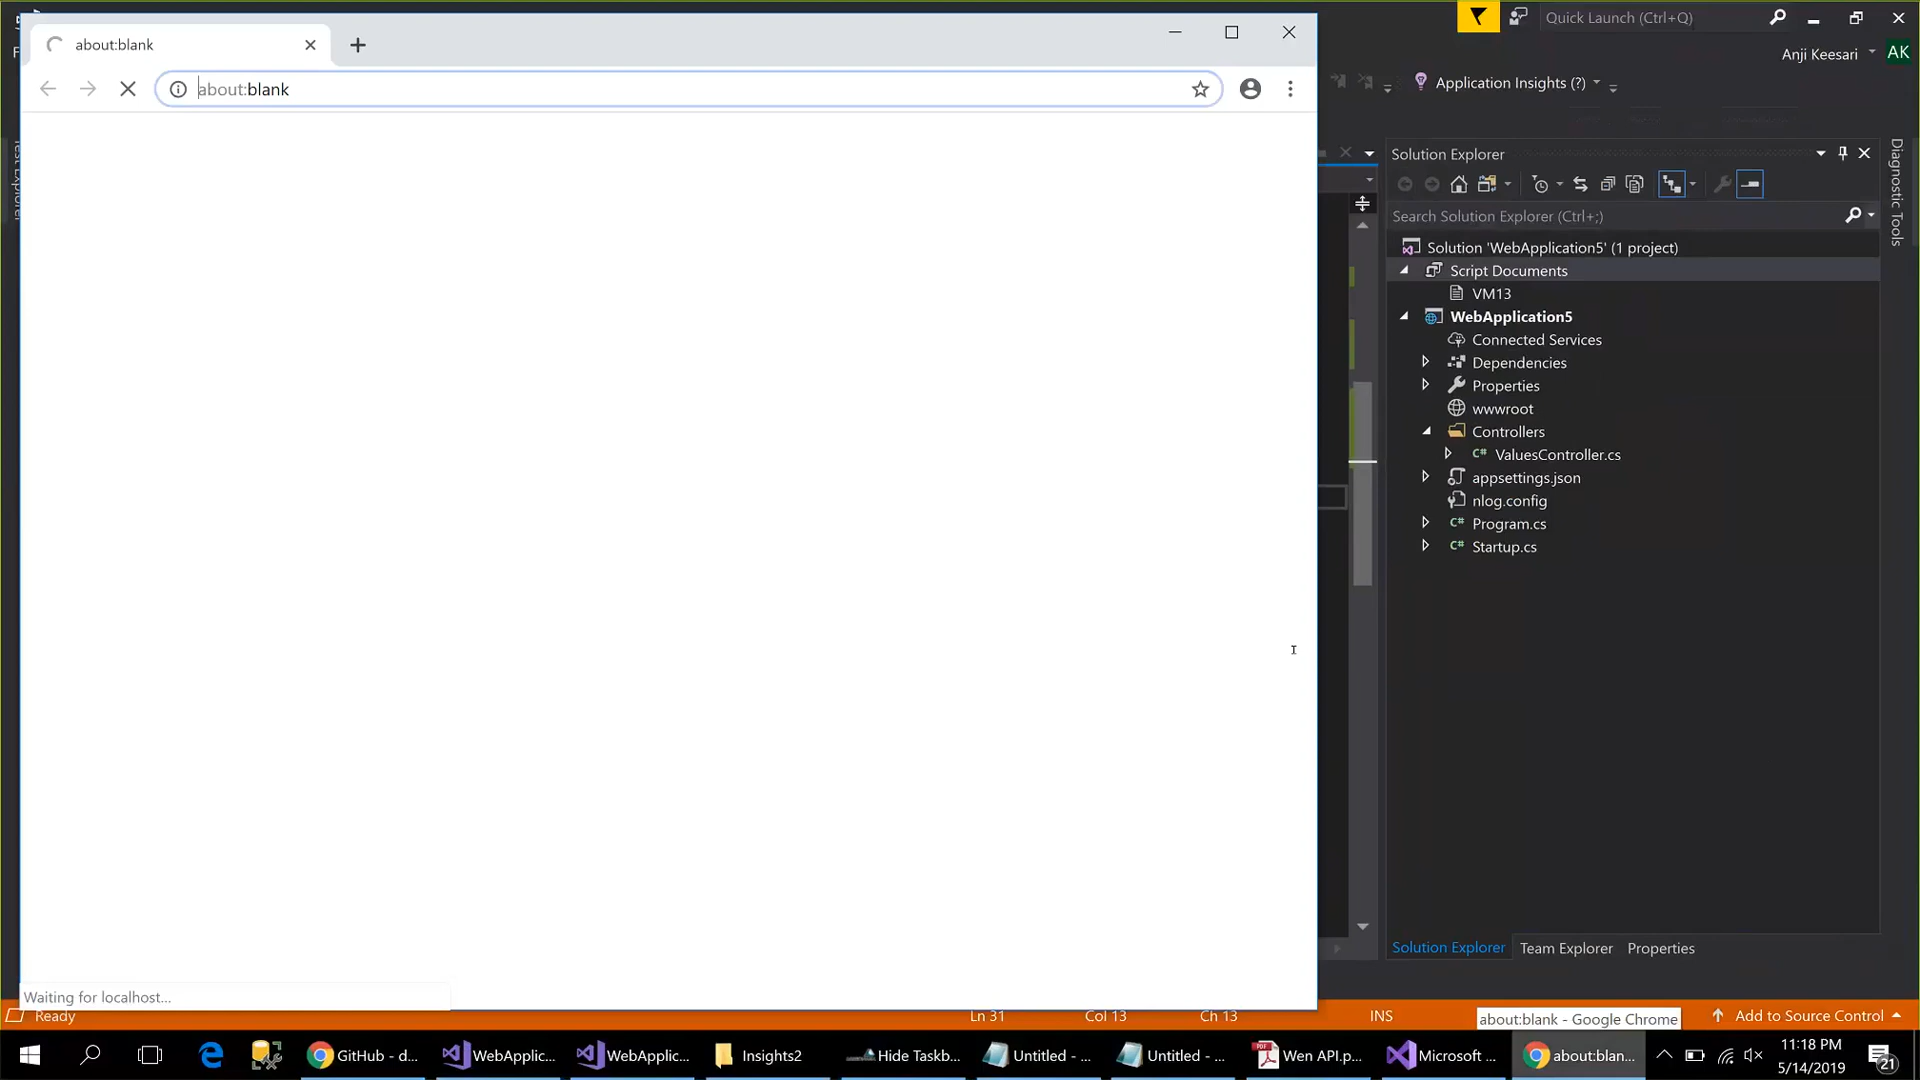 about:blank
about:blank
Waiting for localhost...
Quick Launch (Ctrl+Q)
Anji Keesari
AK
Application Insights (?)
Test Explorer
Diagnostic Tools
Solution Explorer
Search Solution Explorer (Ctrl+;)
Solution 'WebApplication5' (1 project)
Script Documents
VM13
WebApplication5
Connected Services
Dependencies
Properties
wwwroot
Controllers
C# ValuesController.cs
appsettings.json
nlog.config
C# Program.cs
C# Startup.cs
Solution Explorer Team Explorer Properties
Ready Ln 31 Col 13 Ch 13 INS Add to Source Control
about:blank - Google Chrome
GitHub - d... WebApplic... WebApplic... Insights2 Hide Taskb... Untitled - ... Untitled - ... Wen API.p... Microsoft ... about:blan...
11:18 PM
5/14/2019
21